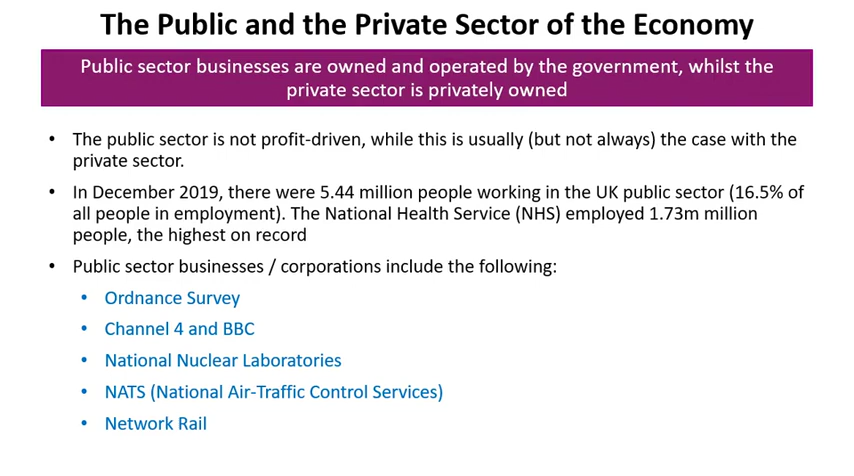 The Public and the Private Sector of the Economy
Public sector businesses are owned and operated by the government, whilst the
private sector is privately owned
• The public sector is not profit-driven, while this is usually (but not always) the case with the
private sector.
• In December 2019, there were 5.44 million people working in the UK public sector (16.5% of
all people in employment). The National Health Service (NHS) employed 1.73m million
people, the highest on record
• Public sector businesses / corporations include the following:
• Ordnance Survey
• Channel 4 and BBC
• National Nuclear Laboratories
• NATS (National Air-Traffic Control Services)
• Network Rail